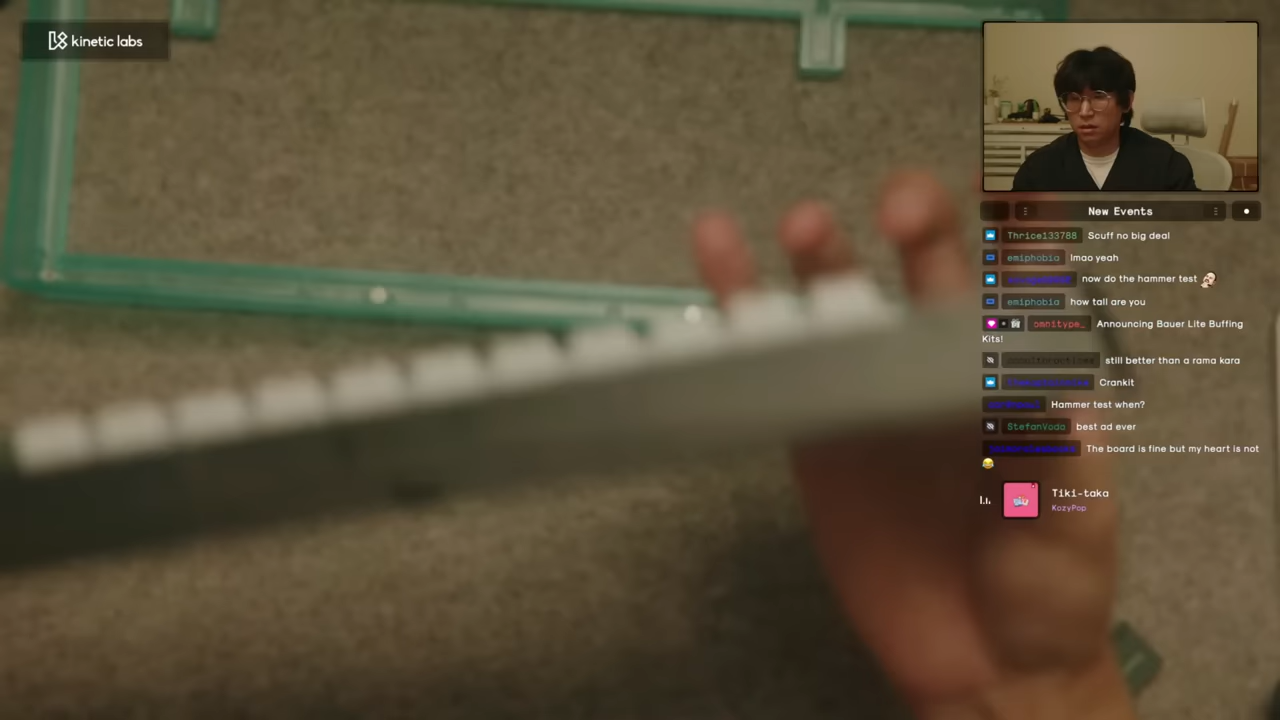 kinetic labs
New Events
Thrice133788 Scuff no big deal
emiphobia lmao yeah
now do the hammer test
emiphobia how tall are you
omnitype_ Announcing Bauer Lite Buffing
Kits!
still better than a rama kara
Crankit
Hammer test when?
StefanVoda best ad ever
The board is fine but my heart is not
Tiki-taka
KozyPop